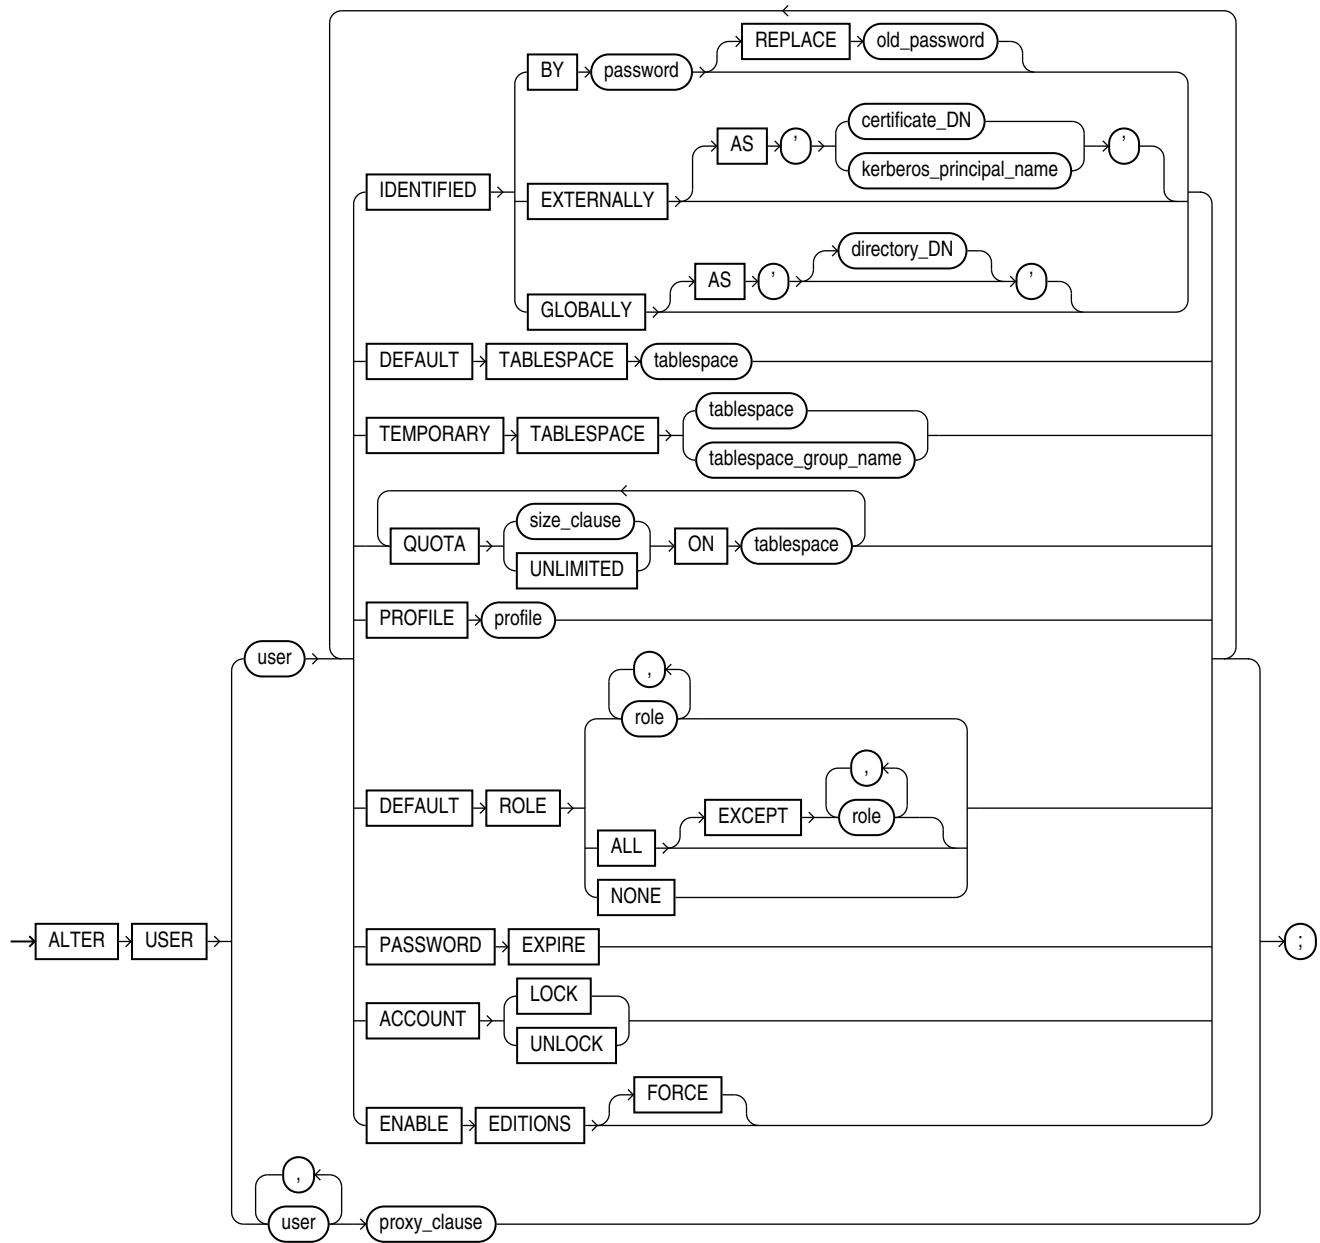 REPLACE old_password
BY password
certificate_DN
AS ' '
kerberos_principal_name
IDENTIFIED
EXTERNALLY
directory_DN
AS ' '
GLOBALLY
DEFAULT TABLESPACE tablespace
tablespace
TEMPORARY TABLESPACE
tablespace_group_name
size_clause
QUOTA ON tablespace
UNLIMITED
PROFILE profile
user
,
role
,
DEFAULT ROLE EXCEPT role
ALL
NONE
ALTER USER ;
PASSWORD EXPIRE
LOCK
ACCOUNT
UNLOCK
FORCE
ENABLE EDITIONS
,
user proxy_clause